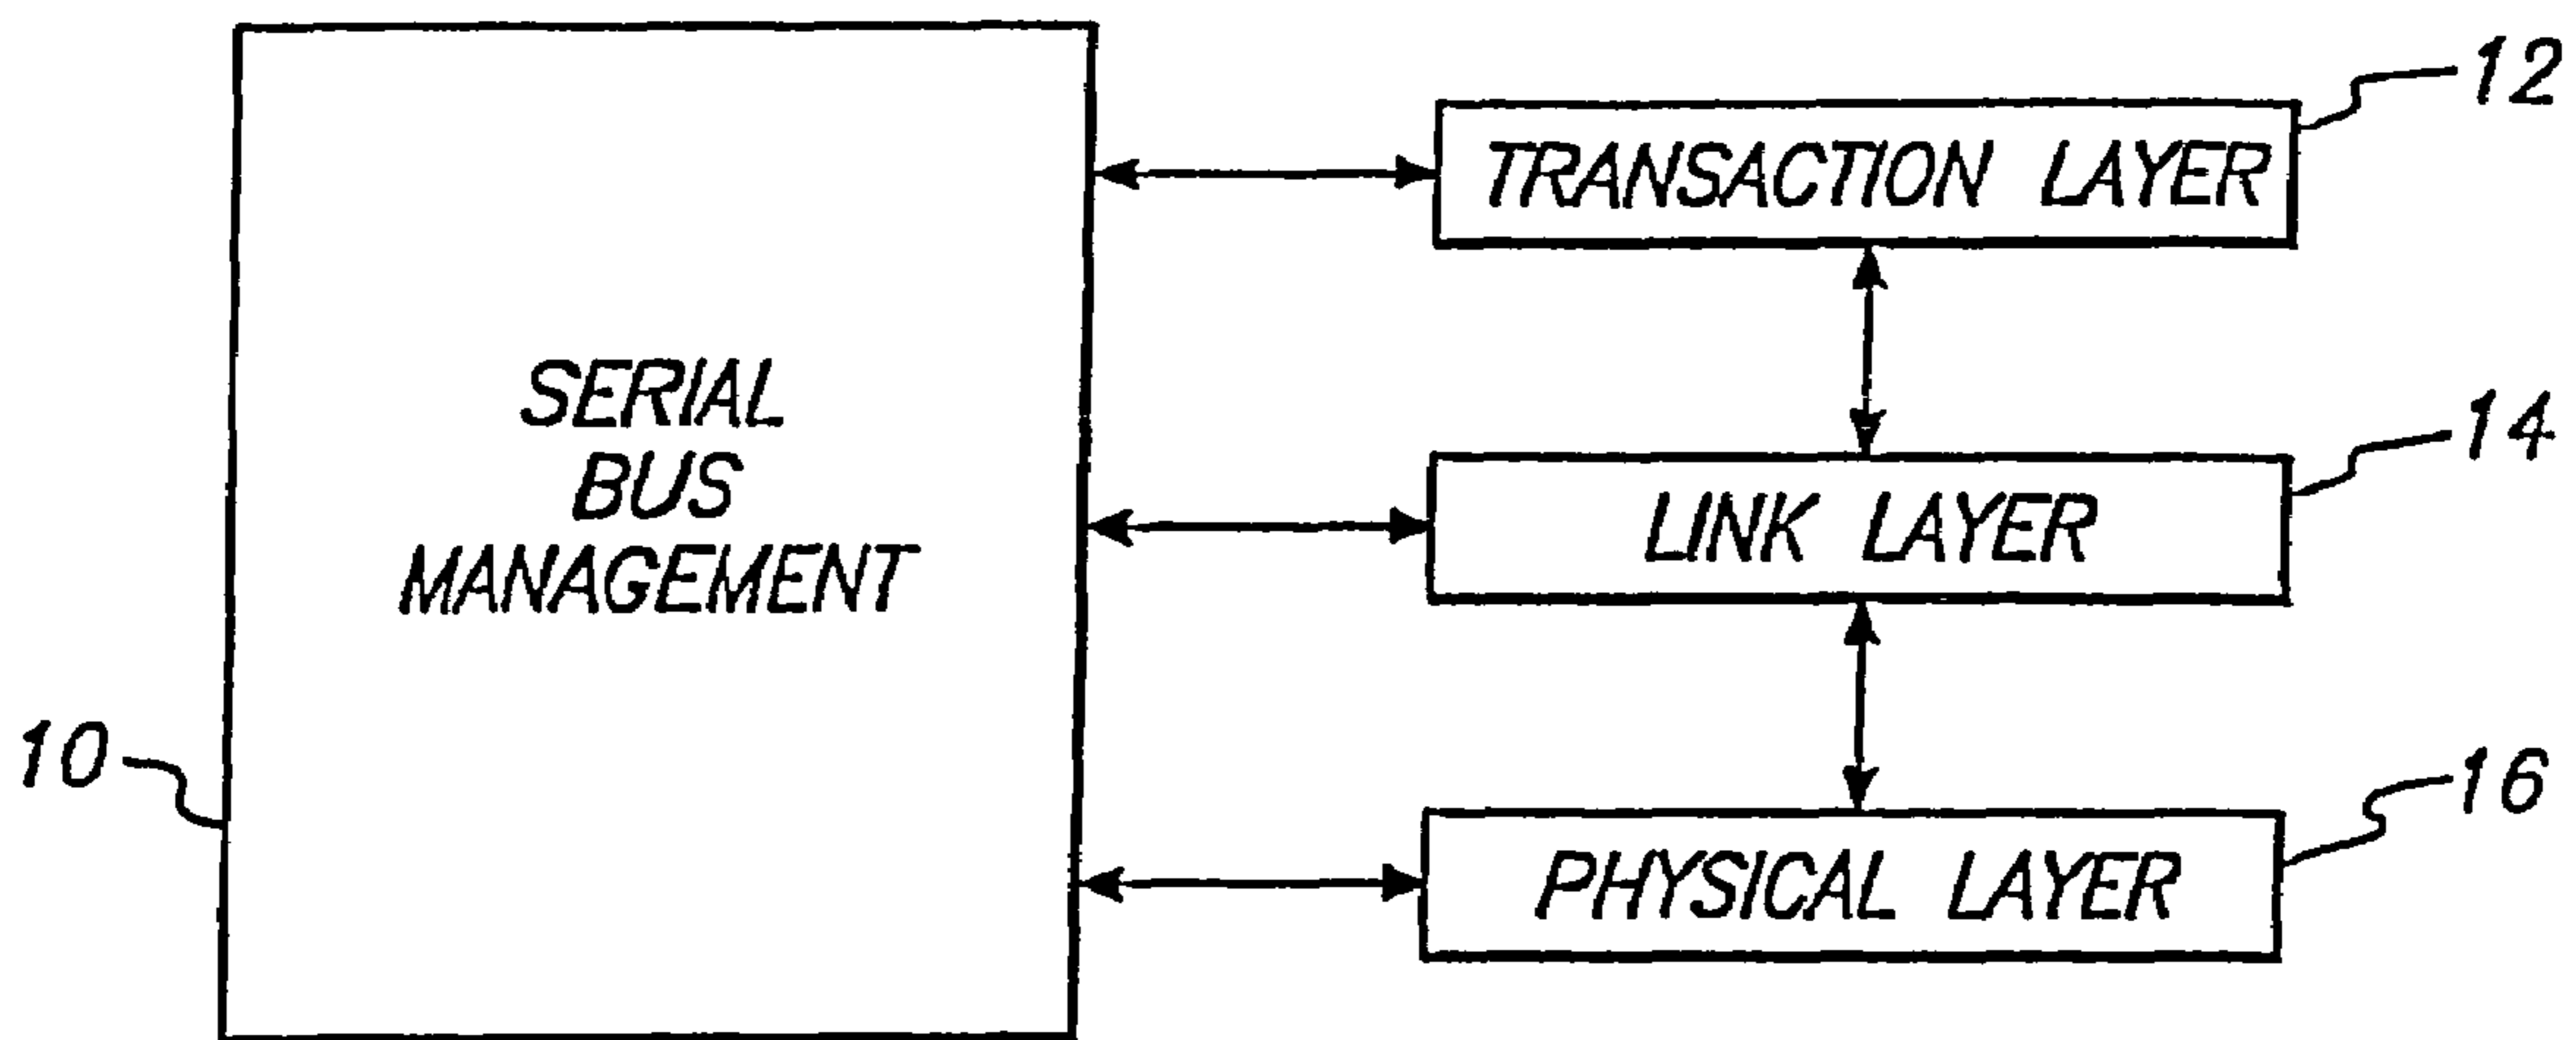 12
TRANSACTION LAYER
SERIAL
BUS
MANAGEMENT
14
LINK LAYER
10
16
PHYSICAL LAYER